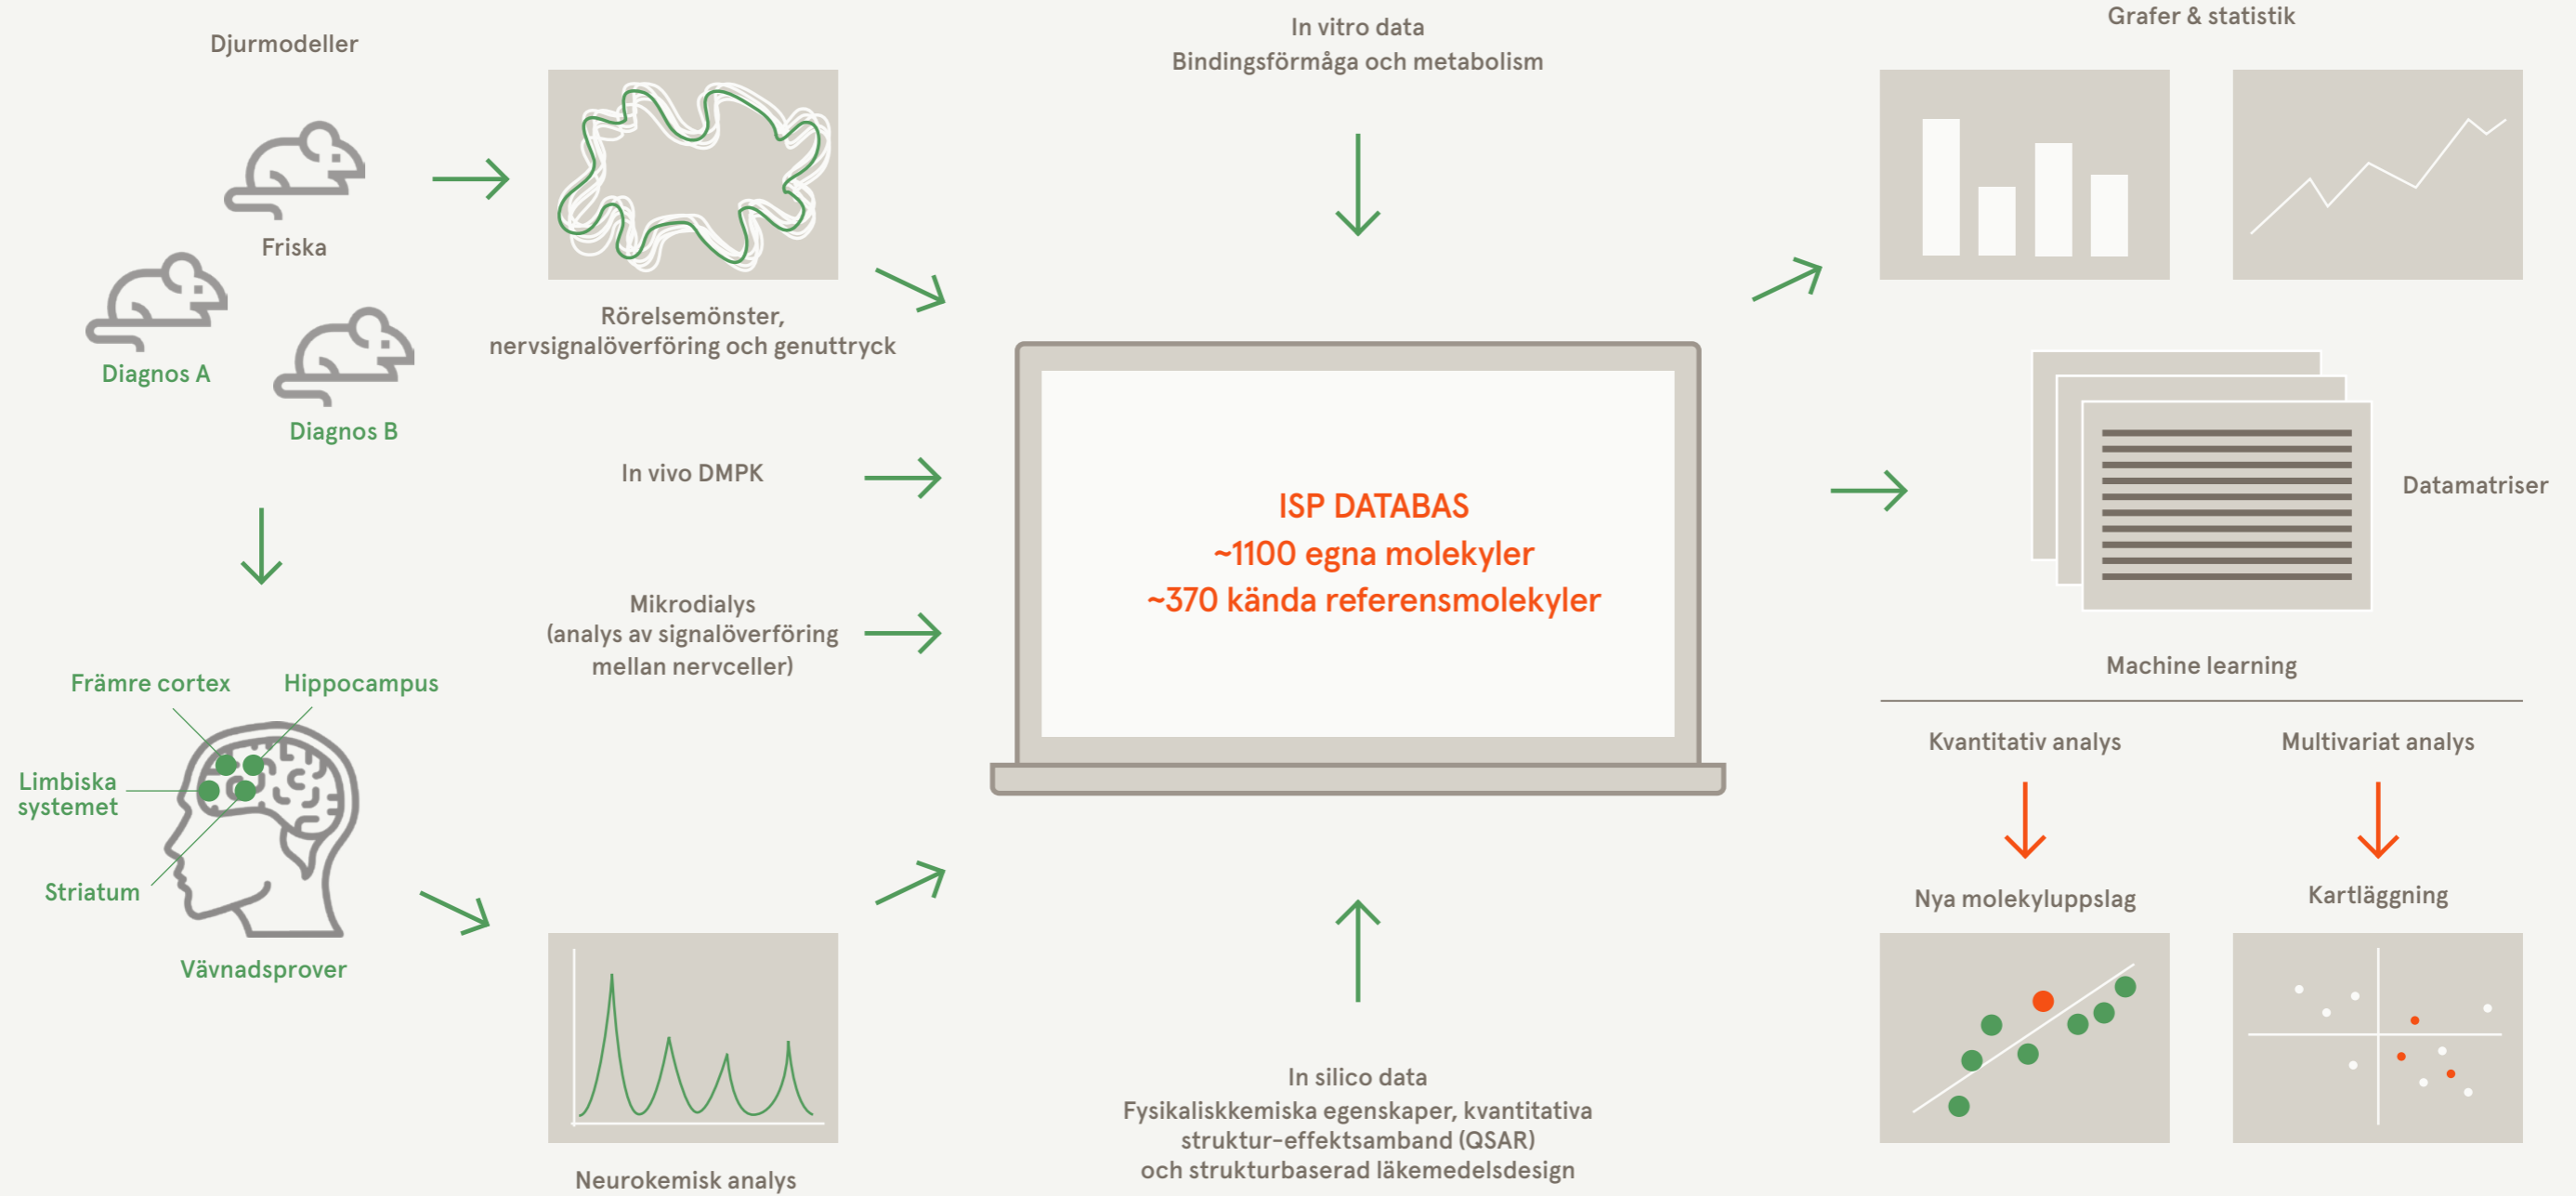 Djurmodeller
Friska
Diagnos A
Diagnos B
Rörelsemönster,
nervsignalöverföring och genuttryck
In vivo DMPK
Mikrodialys
(analys av signalöverföring
mellan nervceller)
Främre cortex
Hippocampus
Limbiska
systemet
Striatum
Vävnadsprover
Neurokemisk analys
In vitro data
Bindingsförmåga och metabolism
ISP DATABAS
~1100 egna molekyler
~370 kända referensmolekyler
In silico data
Fysikaliskkemiska egenskaper, kvantitativa
struktur-effektsamband (QSAR)
och strukturbaserad läkemedelsdesign
Grafer & statistik
Datamatriser
Machine learning
Kvantitativ analys
Multivariat analys
Nya molekyluppslag
Kartläggning